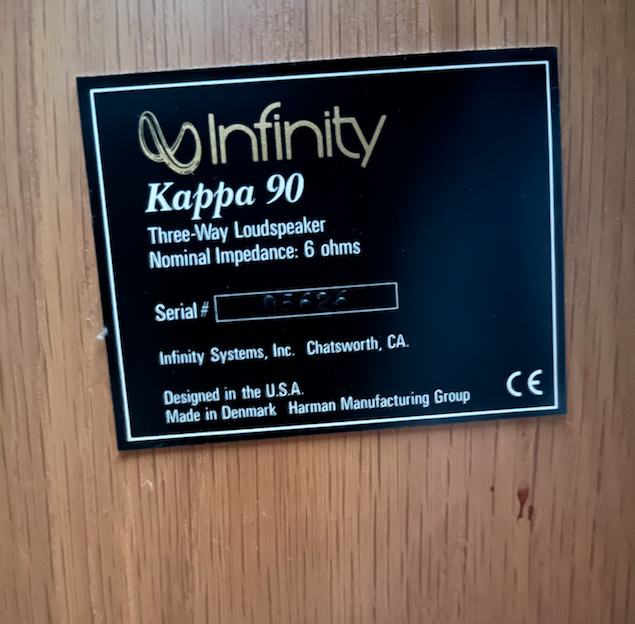 Infinity
Kappa 90
Three-Way Loudspeaker
Nominal Impedance: 6 ohms
Serial #
Infinity Systems, Inc. Chatsworth, CA.
Designed in the U.S.A.
Made in Denmark Harman Manufacturing Group
CE